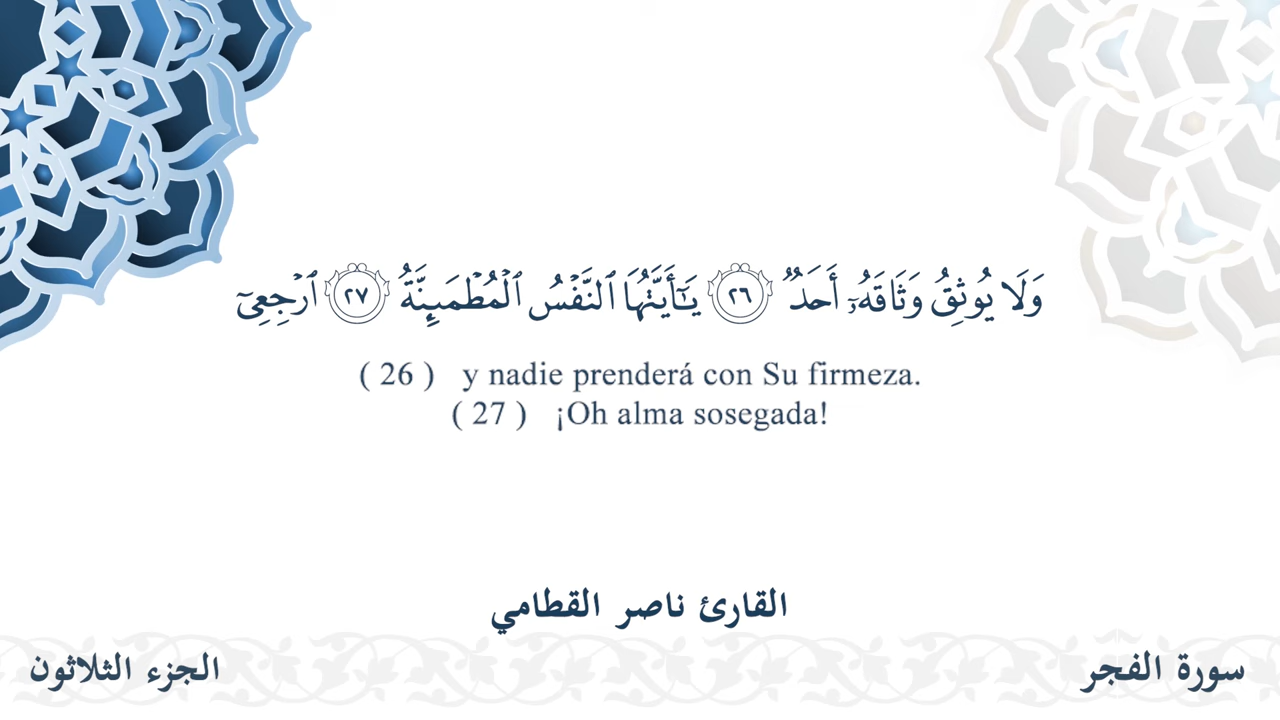 وَلَا يُوثِقُ وَثَاقَهُۥٓ أَحَدٌ ٢٦ يَـٰٓأَيَّتُهَا ٱلنَّفْسُ ٱلْمُطْمَئِنَّةُ ٢٧ ٱرْجِعِىٓ
( 26 ) y nadie prenderá con Su firmeza.
( 27 ) ¡Oh alma sosegada!
القارئ ناصر القطامي
سورة الفجر
الجزء الثلاثون